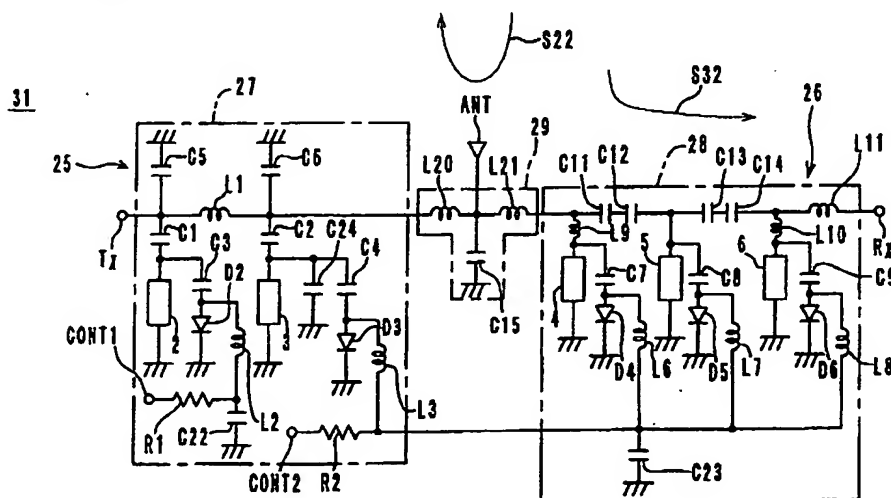 31
27
S22
S32
ANT
29
26
25
C5
C6
L20
L21
C11
C12
28
C13
C14
L11
L1
Tx
C1
C2
C24
C4
C3
L9
L10
Rx
D2
2
3
D3
C15
4
C7
5
C8
6
C9
CONT1
D4
L6
D5
L7
D6
L8
R1
L2
L3
C22
CONT2
R2
C23